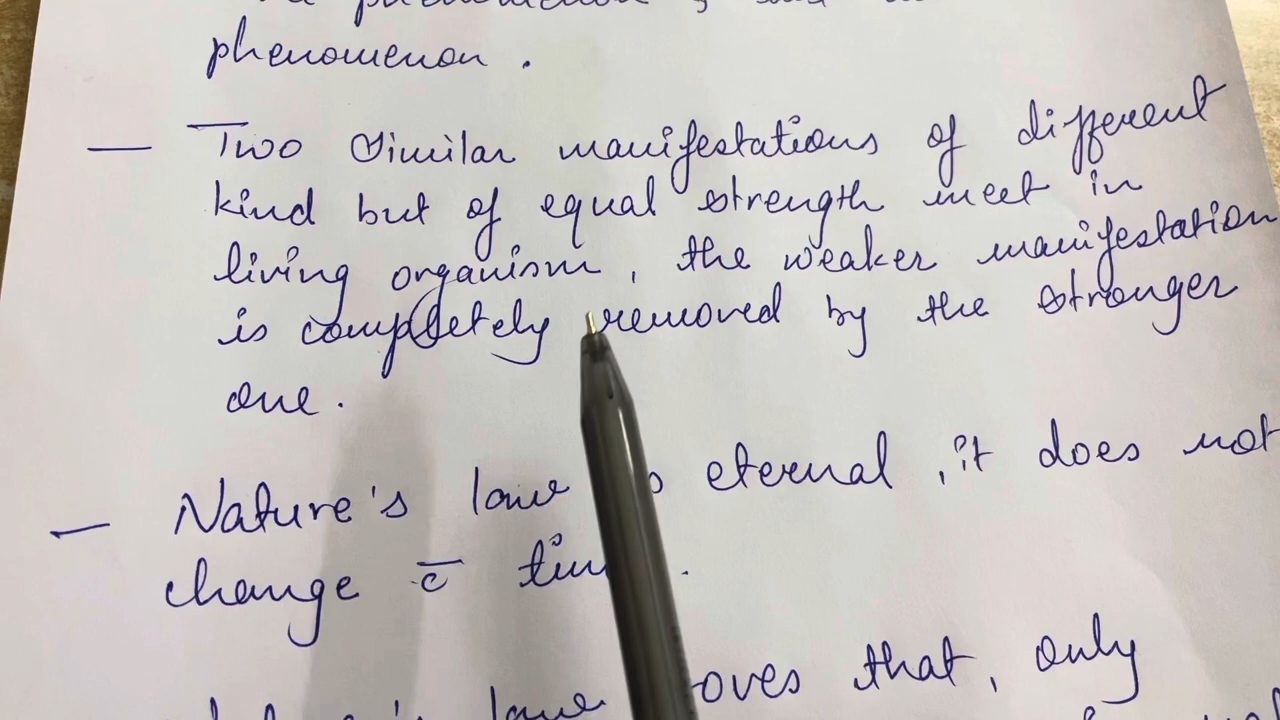 phenomenon .
— Two similar manifestations of different
kind but of equal strength meet in
living organism, the weaker manifestation
is completely removed by the stronger
one.
— Nature's law eternal, it does not
change c̅ .
law that, only